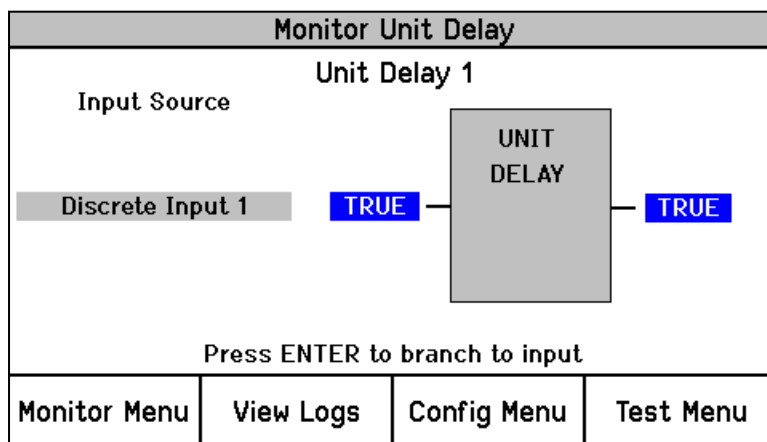 Monitor Unit Delay
Unit Delay 1
Input Source
UNIT
DELAY
Discrete Input 1
TRUE
TRUE
Press ENTER to branch to input
Monitor Menu
View Logs
Config Menu
Test Menu